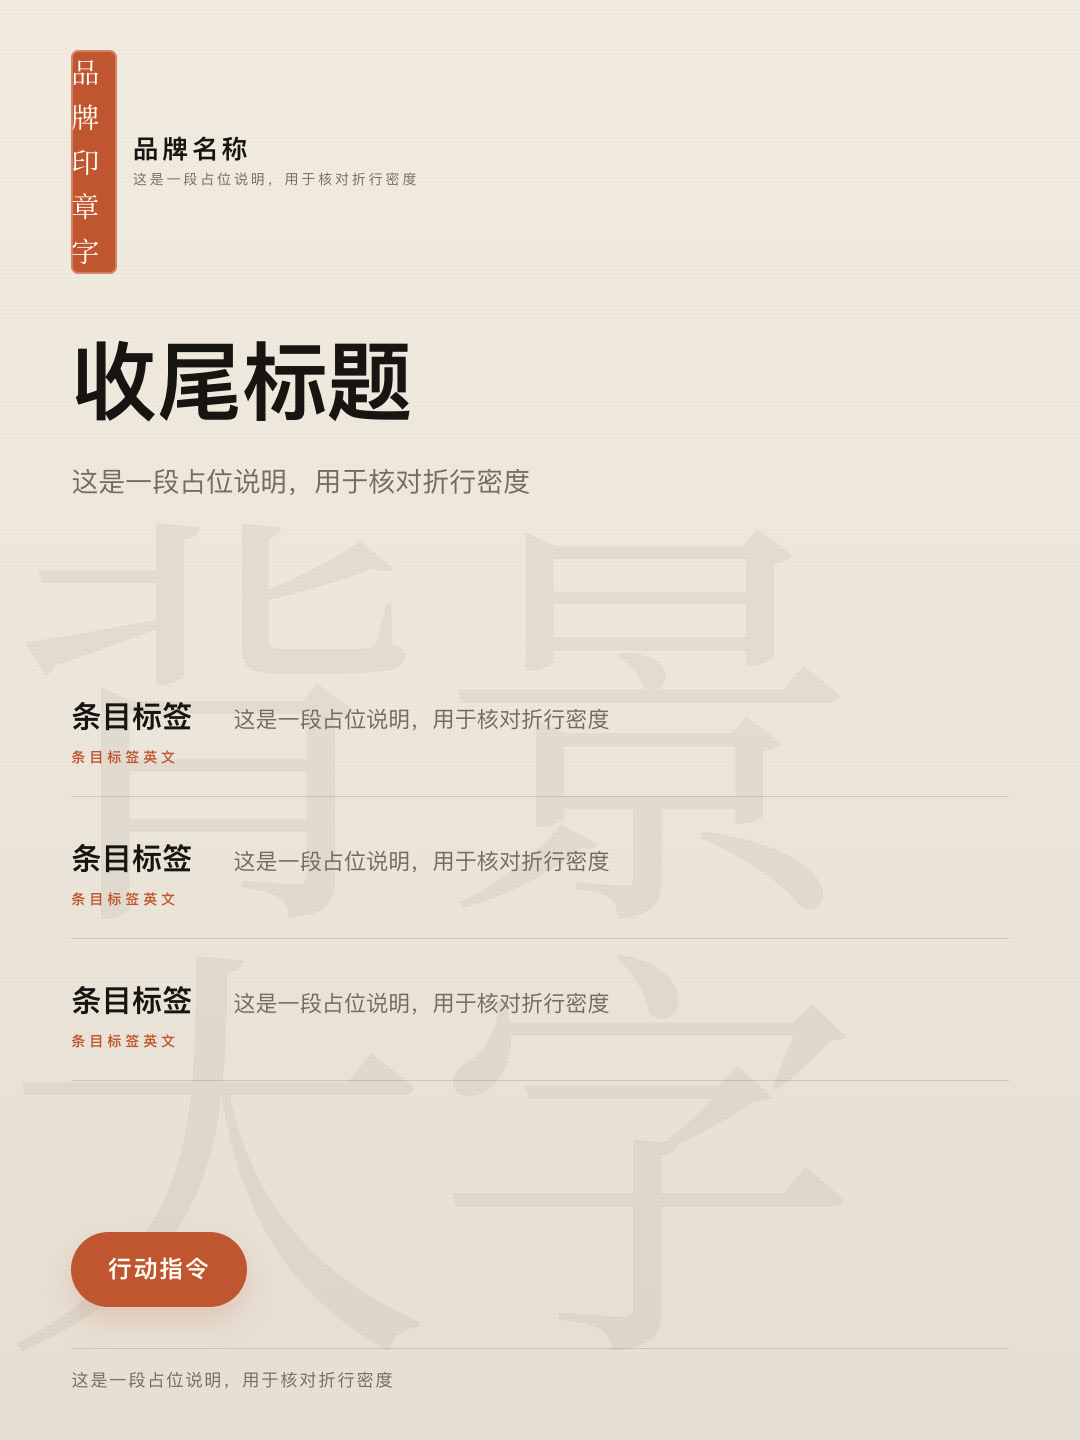 品牌印章字
品牌名称
这是一段占位说明，用于核对折行密度
收尾标题
这是一段占位说明，用于核对折行密度
背景
大字
条目标签
这是一段占位说明，用于核对折行密度
条目标签英文
条目标签
这是一段占位说明，用于核对折行密度
条目标签英文
条目标签
这是一段占位说明，用于核对折行密度
条目标签英文
行动指令
这是一段占位说明，用于核对折行密度